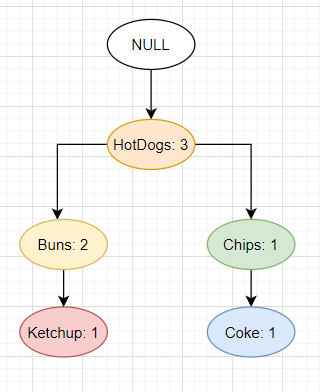 NULL
HotDogs: 3
Buns: 2
Chips: 1
Ketchup: 1
Coke: 1